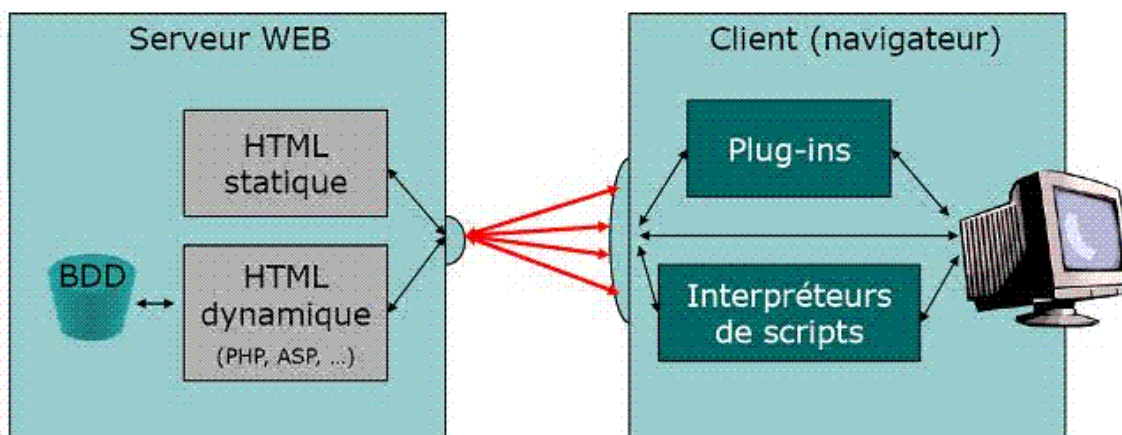 Serveur WEB
HTML
statique
BDD
HTML
dynamique
(PHP, ASP, ...)
Client (navigateur)
Plug-ins
Interpréteurs
de scripts